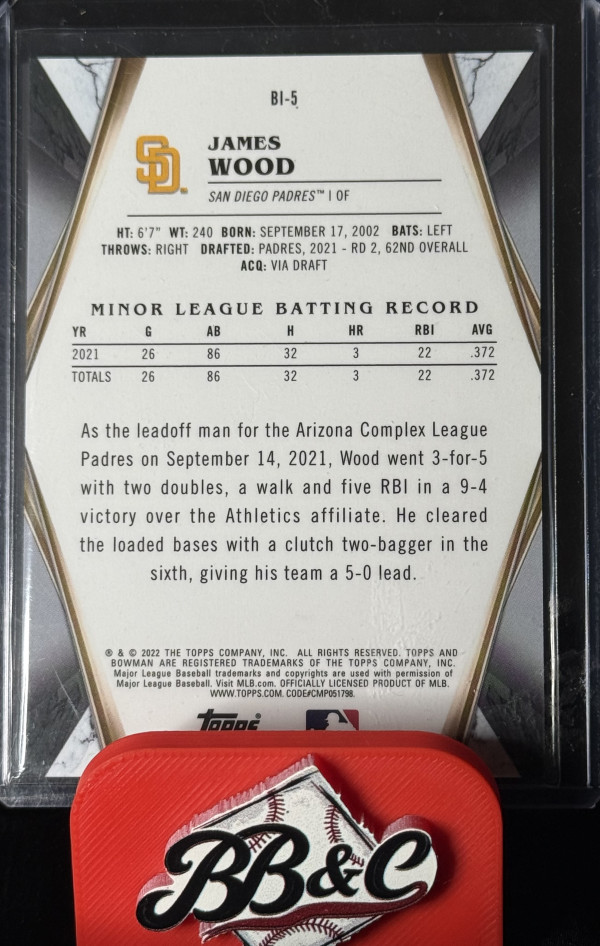 BI-5
SD
JAMES
WOOD
SAN DIEGO PADRES™ | OF
HT: 6'7" WT: 240 BORN: SEPTEMBER 17, 2002 BATS: LEFT
THROWS: RIGHT DRAFTED: PADRES, 2021 - RD 2, 62ND OVERALL
ACQ: VIA DRAFT
MINOR LEAGUE BATTING RECORD
YR G AB H HR RBI AVG
2021 26 86 32 3 22 .372
TOTALS 26 86 32 3 22 .372
As the leadoff man for the Arizona Complex League
Padres on September 14, 2021, Wood went 3-for-5
with two doubles, a walk and five RBI in a 9-4
victory over the Athletics affiliate. He cleared
the loaded bases with a clutch two-bagger in the
sixth, giving his team a 5-0 lead.
® & © 2022 THE TOPPS COMPANY, INC. ALL RIGHTS RESERVED. TOPPS AND
BOWMAN ARE REGISTERED TRADEMARKS OF THE TOPPS COMPANY, INC.
Major League Baseball trademarks and copyrights are used with permission of
Major League Baseball. Visit MLB.com. OFFICIALLY LICENSED PRODUCT OF MLB.
WWW.TOPPS.COM. CODE#CMP051798.
Topps
BB&C